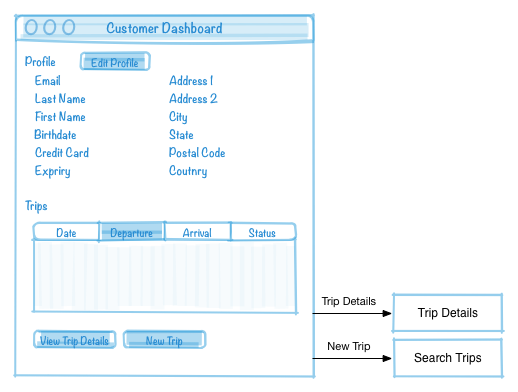 Customer Dashboard
Profile
Edit Profile
Email
Address 1
Last Name
Address 2
First Name
City
Birthdate
State
Credit Card
Postal Code
Expriry
Coutnry
Trips
Date
Departure
Arrival
Status
Trip Details
Trip Details
View Trip Details
New Trip
New Trip
Search Trips